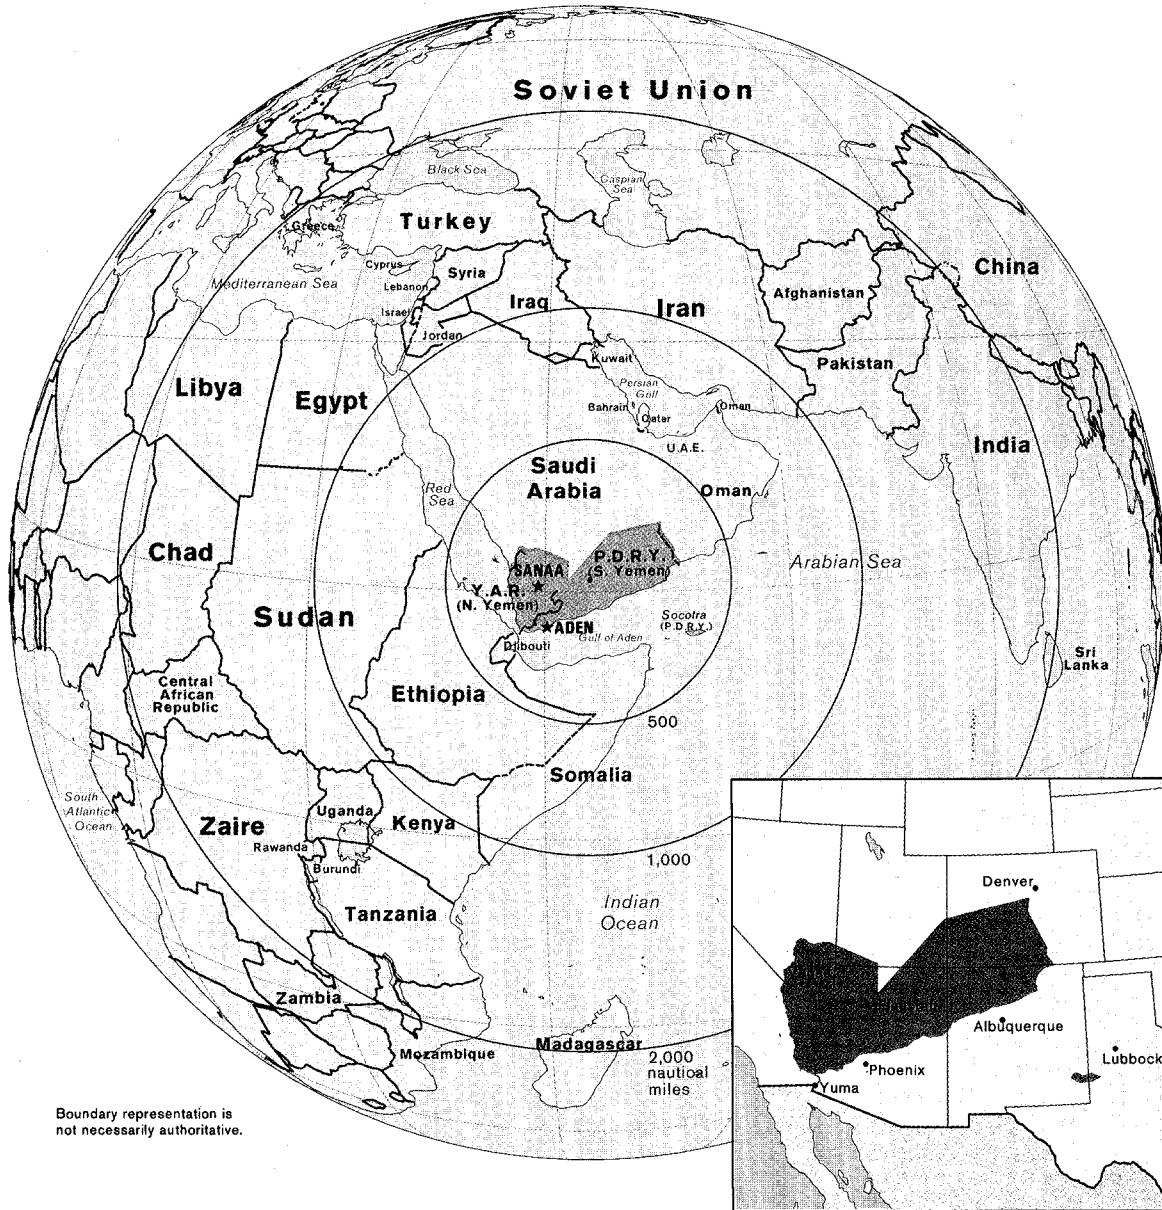 Soviet Union
Black Sea
Caspian
Sea
Greece
Turkey
China
Cyprus
Syria
Mediterranean Sea
Lebanon
Iraq
Iran
Afghanistan
Israel
Jordan
Kuwait
Pakistan
Libya
Egypt
Persian
Gulf
Bahrain
Qatar
Oman
U.A.E.
India
Saudi
Arabia
Red
Sea
Oman
Chad
SANAA
P.D.R.Y.
(S. Yemen)
Arabian Sea
Y.A.R.
(N. Yemen)
Sudan
ADEN
Socotra
(P.D.R.Y.)
Gulf of Aden
Djibouti
Sri
Lanka
Central
African
Republic
Ethiopia
500
Somalia
South
Atlantic
Ocean
Zaire
Uganda
Kenya
Rawanda
Burundi
1,000
Tanzania
Indian
Ocean
Zambia
Mozambique
Madagascar
2,000
nautical
miles
Denver
Albuquerque
Lubbock
Phoenix
Yuma
Boundary representation is
not necessarily authoritative.